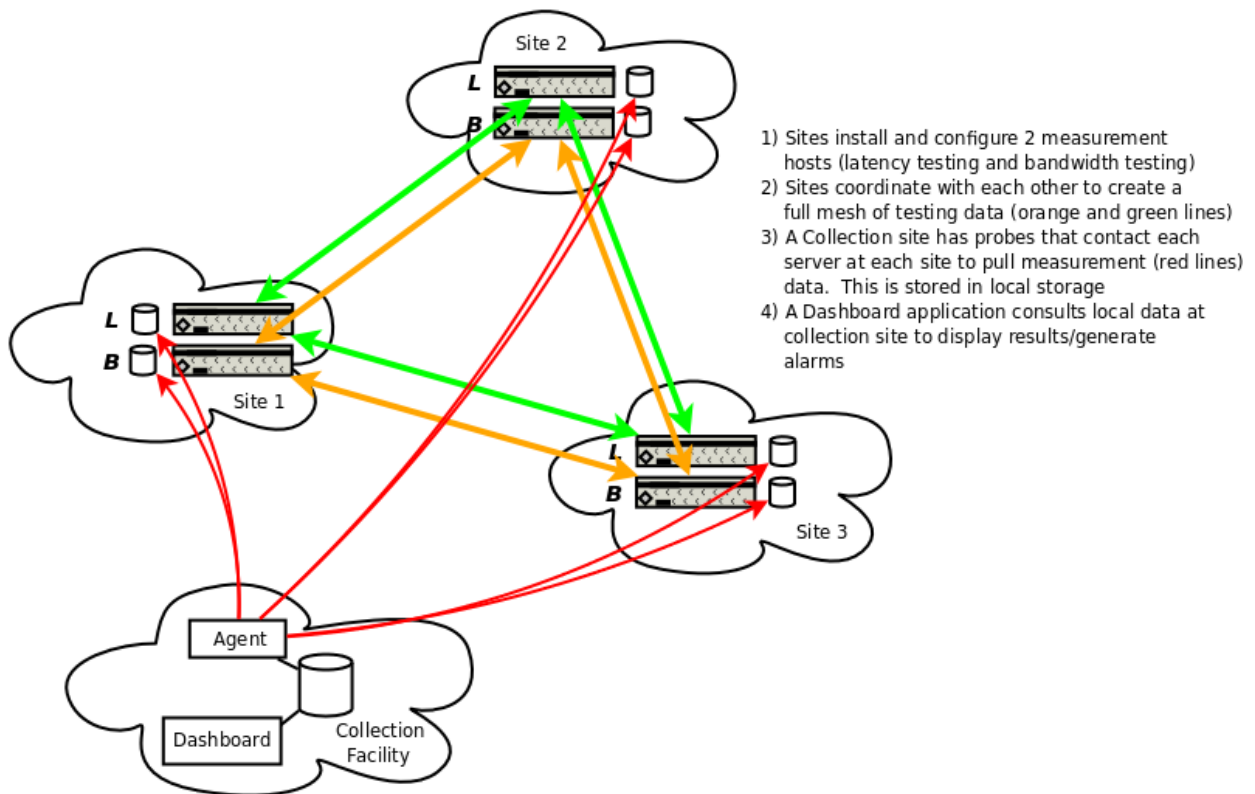 Site 2
L
B
1) Sites install and configure 2 measurement
hosts (latency testing and bandwidth testing)
2) Sites coordinate with each other to create a
full mesh of testing data (orange and green lines)
3) A Collection site has probes that contact each
server at each site to pull measurement (red lines)
data. This is stored in local storage
4) A Dashboard application consults local data at
collection site to display results/generate
alarms
L
B
Site 1
L
B
Site 3
Agent
Dashboard
Collection
Facility